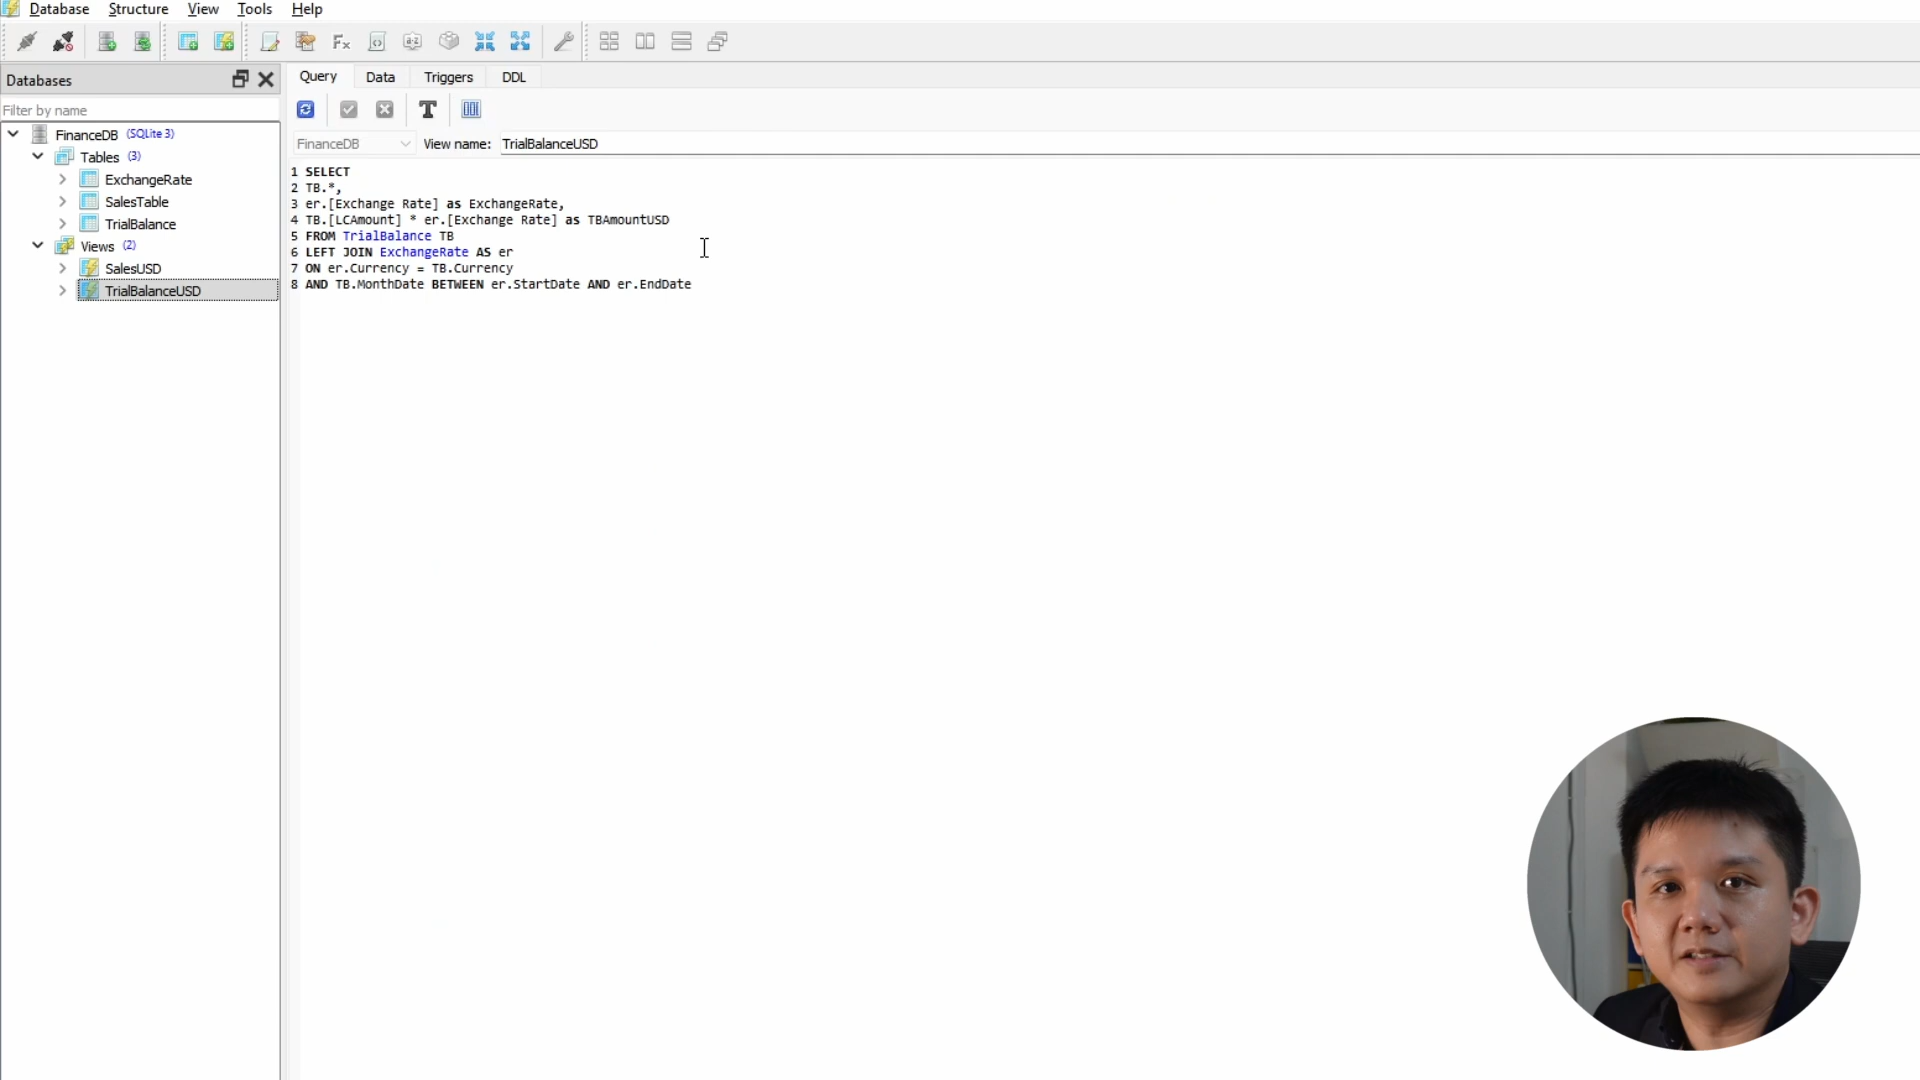 Database Structure View Tools Help
Databases
Filter by name
FinanceDB (SQLite 3)
Tables (3)
ExchangeRate
SalesTable
TrialBalance
Views (2)
SalesUSD
TrialBalanceUSD
Query Data Triggers DDL
FinanceDB View name: TrialBalanceUSD
1 SELECT
2 TB.*,
3 er.[Exchange Rate] as ExchangeRate,
4 TB.[LCAmount] * er.[Exchange Rate] as TBAmountUSD
5 FROM TrialBalance TB
6 LEFT JOIN ExchangeRate AS er
7 ON er.Currency = TB.Currency
8 AND TB.MonthDate BETWEEN er.StartDate AND er.EndDate